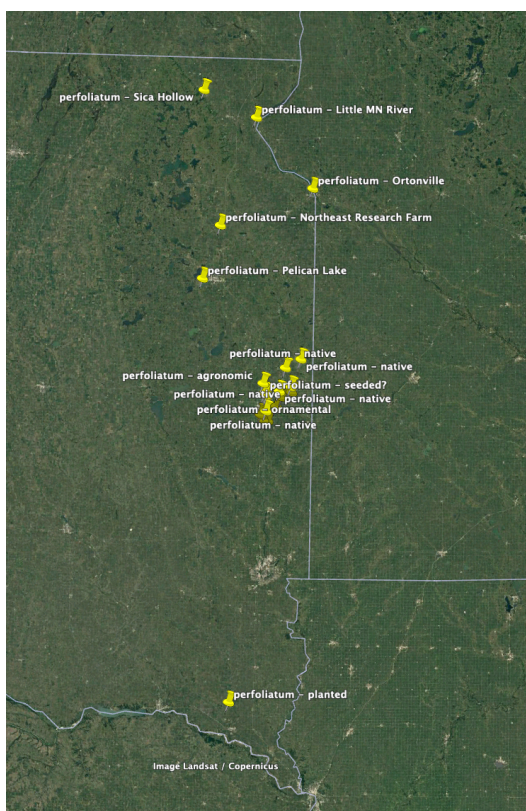 perfoliatum – Sica Hollow
perfoliatum – Little MN River
perfoliatum – Ortonville
perfoliatum – Northeast Research Farm
perfoliatum – Pelican Lake
perfoliatum – native
perfoliatum – native
perfoliatum – agronomic
perfoliatum – seeded?
perfoliatum – native
perfoliatum – native
perfoliatum – ornamental
perfoliatum – native
perfoliatum – planted
Image Landsat / Copernicus